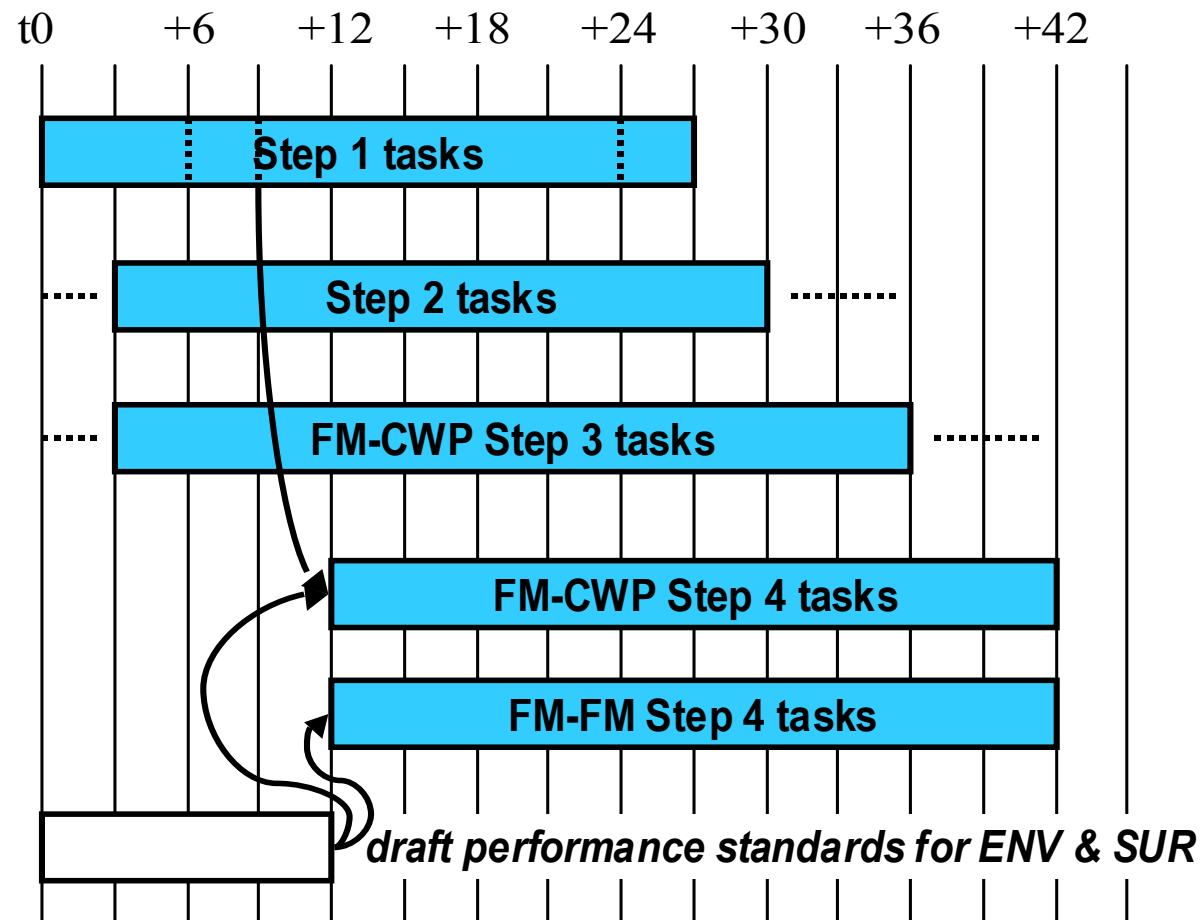 t0 +6 +12 +18 +24 +30 +36 +42
Step 1 tasks
Step 2 tasks
FM-CWP Step 3 tasks
FM-CWP Step 4 tasks
FM-FM Step 4 tasks
draft performance standards for ENV & SUR